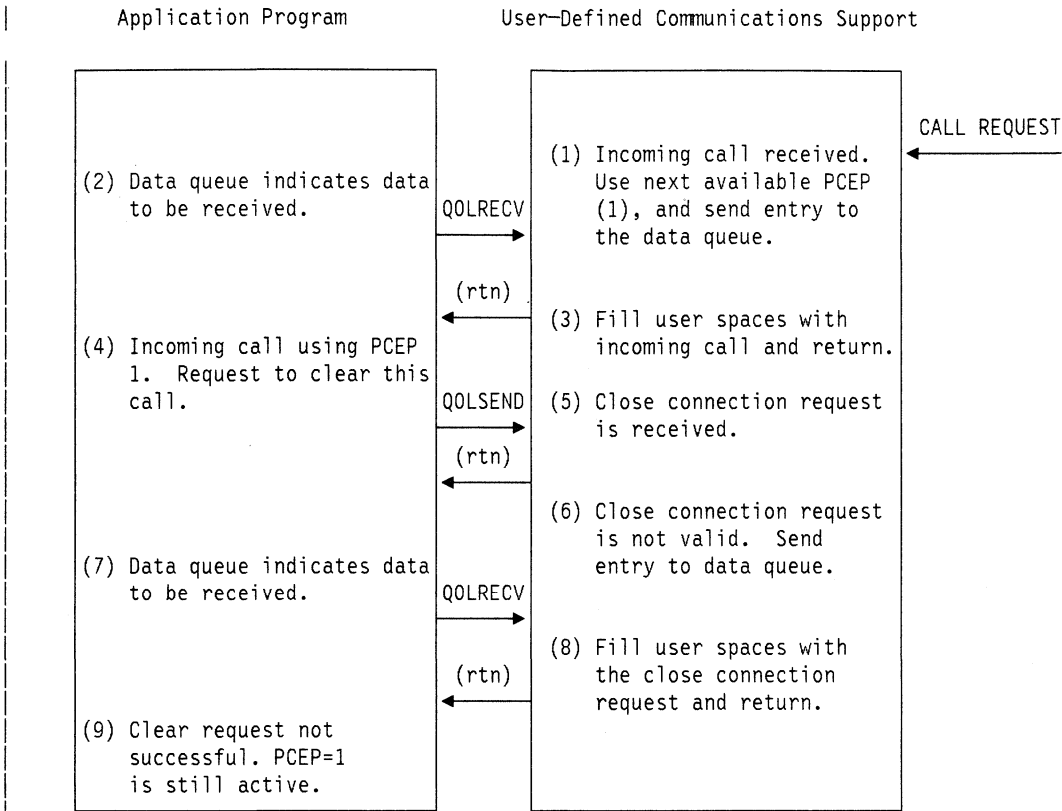 Application Program
User-Defined Communications Support
CALL REQUEST
(1) Incoming call received.
Use next available PCEP
(1), and send entry to
the data queue.
(2) Data queue indicates data
to be received.
QOLRECV
(rtn)
(3) Fill user spaces with
incoming call and return.
(4) Incoming call using PCEP
1. Request to clear this
call.
QOLSEND
(5) Close connection request
is received.
(rtn)
(6) Close connection request
is not valid. Send
entry to data queue.
(7) Data queue indicates data
to be received.
QOLRECV
(8) Fill user spaces with
the close connection
request and return.
(rtn)
(9) Clear request not
successful. PCEP=1
is still active.